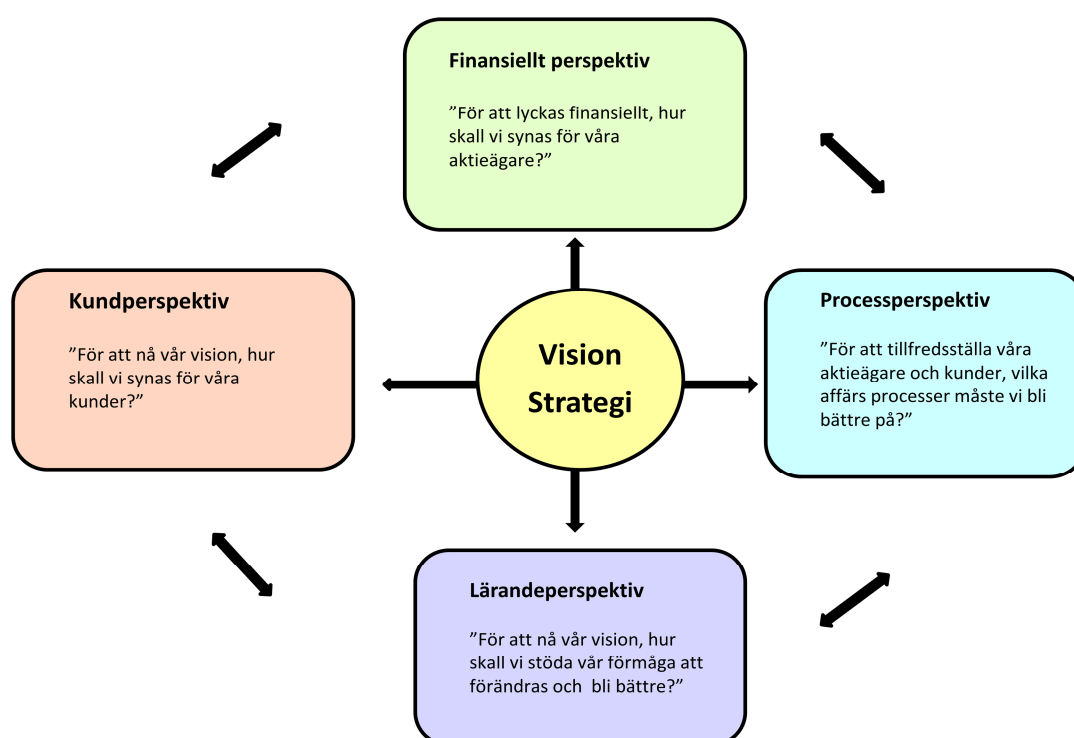 Finansiellt perspektiv
”För att lyckas finansiellt, hur
skall vi synas för våra
aktieägare?”
Kundperspektiv
”För att nå vår vision, hur
skall vi synas för våra
kunder?”
Vision
Strategi
Processperspektiv
”För att tillfredsställa våra
aktieägare och kunder, vilka
affärs processer måste vi bli
bättre på?”
Lärandeperspektiv
”För att nå vår vision, hur
skall vi stöda vår förmåga att
förändras och  bli bättre?”